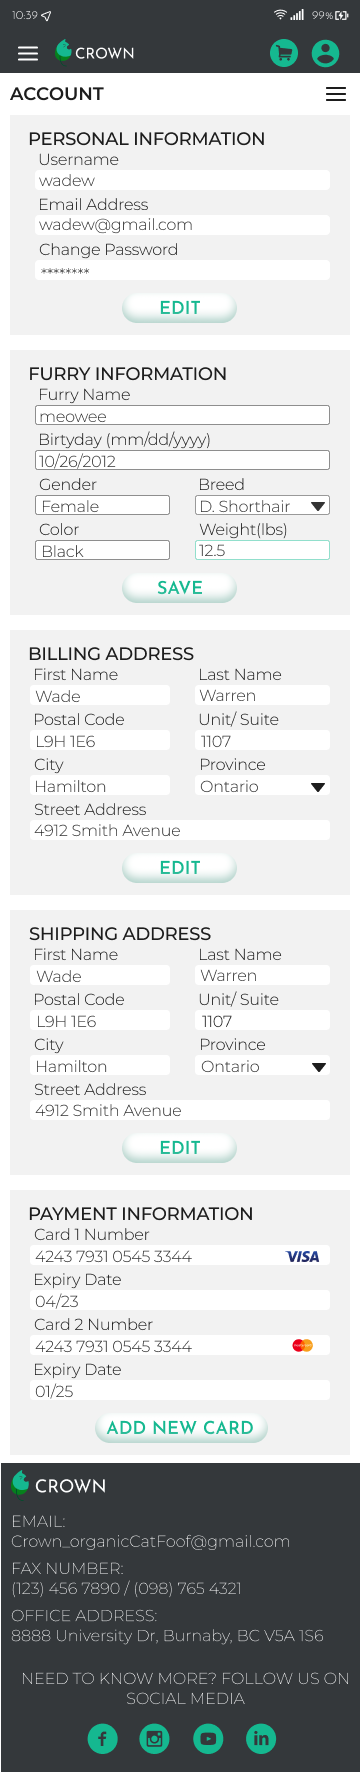 10:39 99%
CROWN
ACCOUNT
PERSONAL INFORMATION
Username
wadew
Email Address
wadew@gmail.com
Change Password
********
EDIT
FURRY INFORMATION
Furry Name
meowee
Birtyday (mm/dd/yyyy)
10/26/2012
Gender Breed
Female D. Shorthair
Color Weight(lbs)
Black 12.5
SAVE
BILLING ADDRESS
First Name Last Name
Wade Warren
Postal Code Unit/ Suite
L9H 1E6 1107
City Province
Hamilton Ontario
Street Address
4912 Smith Avenue
EDIT
SHIPPING ADDRESS
First Name Last Name
Wade Warren
Postal Code Unit/ Suite
L9H 1E6 1107
City Province
Hamilton Ontario
Street Address
4912 Smith Avenue
EDIT
PAYMENT INFORMATION
Card 1 Number
4243 7931 0545 3344 VISA
Expiry Date
04/23
Card 2 Number
4243 7931 0545 3344
Expiry Date
01/25
ADD NEW CARD
CROWN
EMAIL:
Crown_organicCatFoof@gmail.com
FAX NUMBER:
(123) 456 7890 / (098) 765 4321
OFFICE ADDRESS:
8888 University Dr, Burnaby, BC V5A 1S6
NEED TO KNOW MORE? FOLLOW US ON
SOCIAL MEDIA